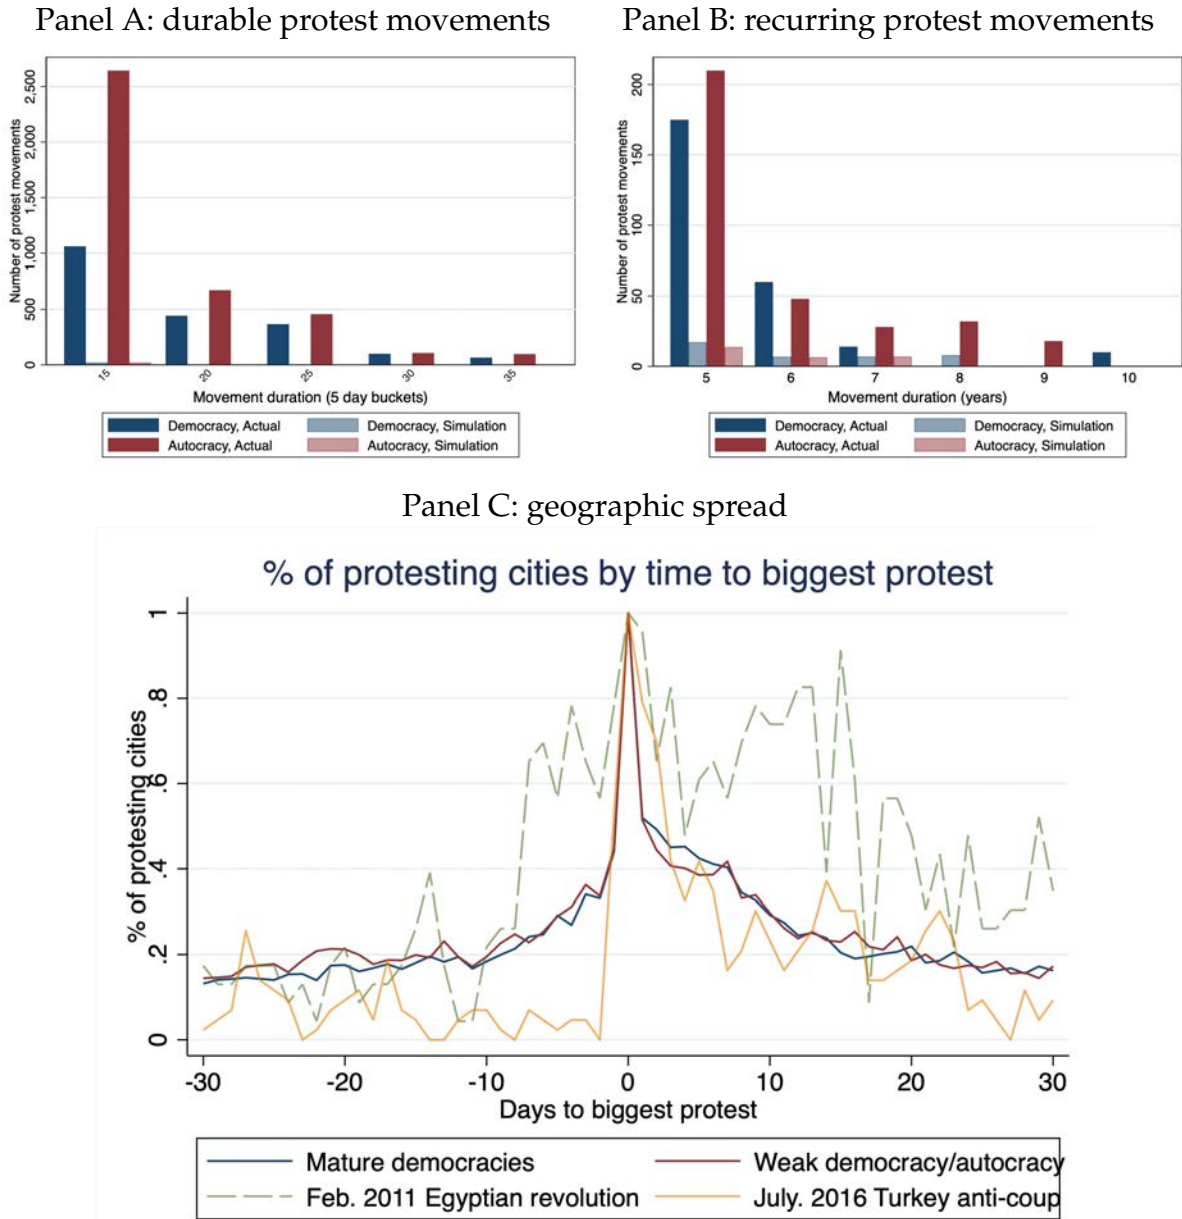 Panel A: durable protest movements
Number of protest movements
2,500
2,000
1,500
1,000
500
0
15
20
25
30
35
Movement duration (5 day buckets)
Democracy, Actual
Democracy, Simulation
Autocracy, Actual
Autocracy, Simulation
Panel B: recurring protest movements
Number of protest movements
200
150
100
50
0
5
6
7
8
9
10
Movement duration (years)
Democracy, Actual
Democracy, Simulation
Autocracy, Actual
Autocracy, Simulation
Panel C: geographic spread
% of protesting cities by time to biggest protest
% of protesting cities
1
.8
.6
.4
.2
0
-30
-20
-10
0
10
20
30
Days to biggest protest
Mature democracies
Weak democracy/autocracy
Feb. 2011 Egyptian revolution
July. 2016 Turkey anti-coup